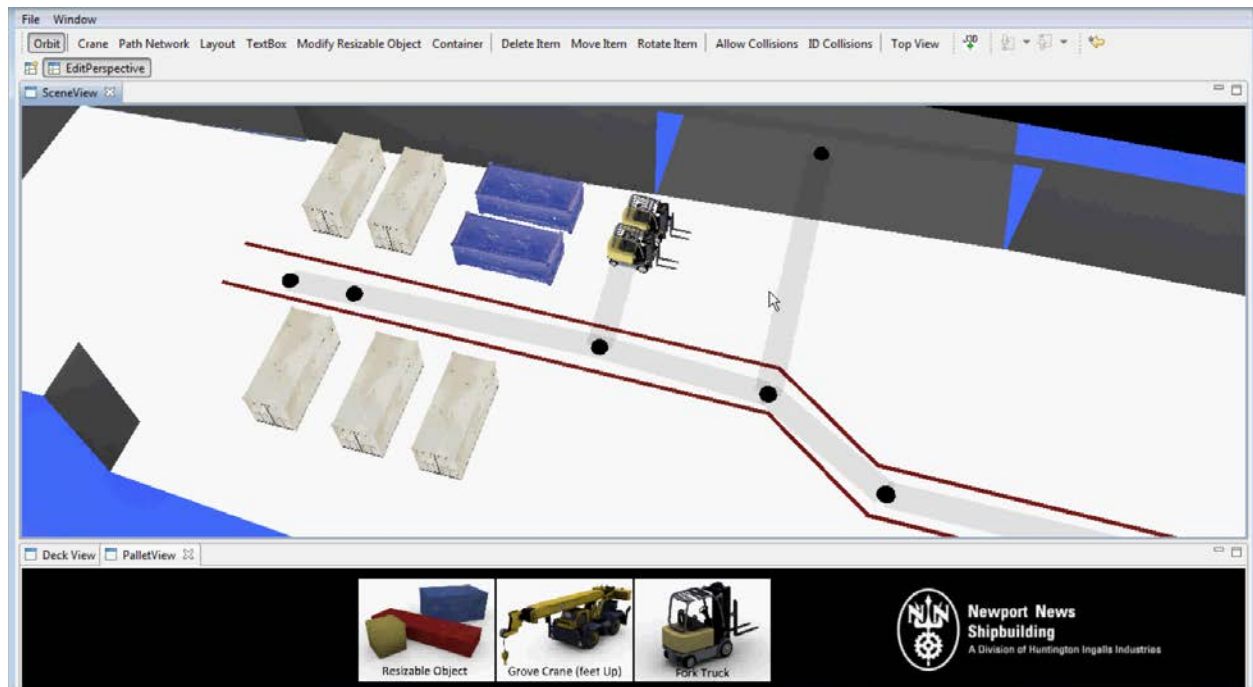 File Window
Orbit Crane Path Network Layout TextBox Modify Resizable Object Container Delete Item Move Item Rotate Item Allow Collisions ID Collisions Top View
EditPerspective
SceneView
Deck View PalletView
Resizable Object Grove Crane (feet Up) Fork Truck
Newport News
Shipbuilding
A Division of Huntington Ingalls Industries